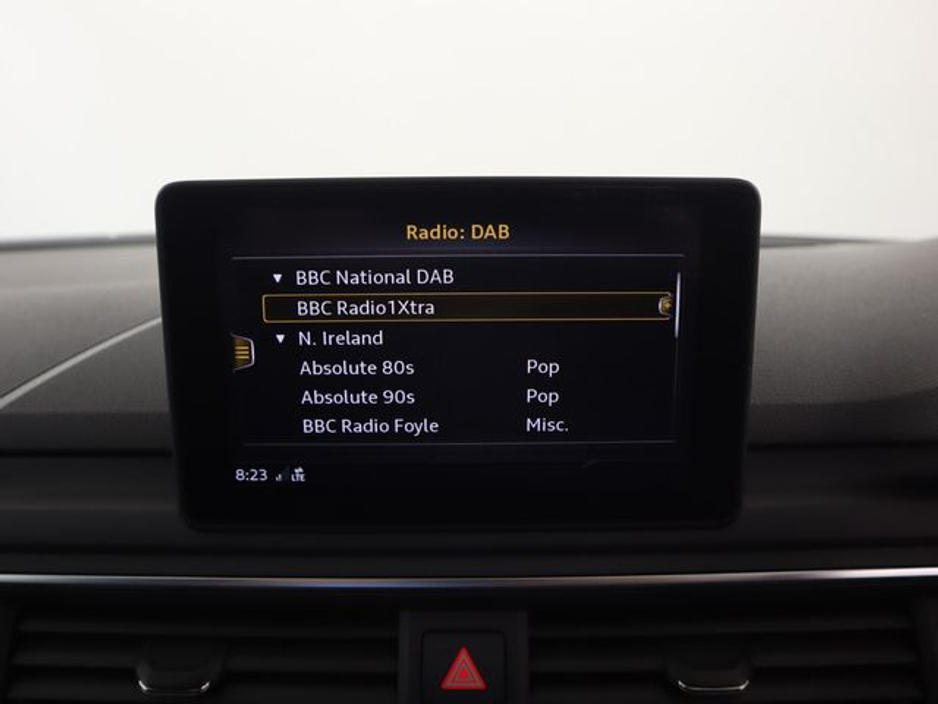 Radio: DAB
BBC National DAB
BBC Radio1Xtra
N. Ireland
Absolute 80s Pop
Absolute 90s Pop
BBC Radio Foyle Misc.
8:23 LTE